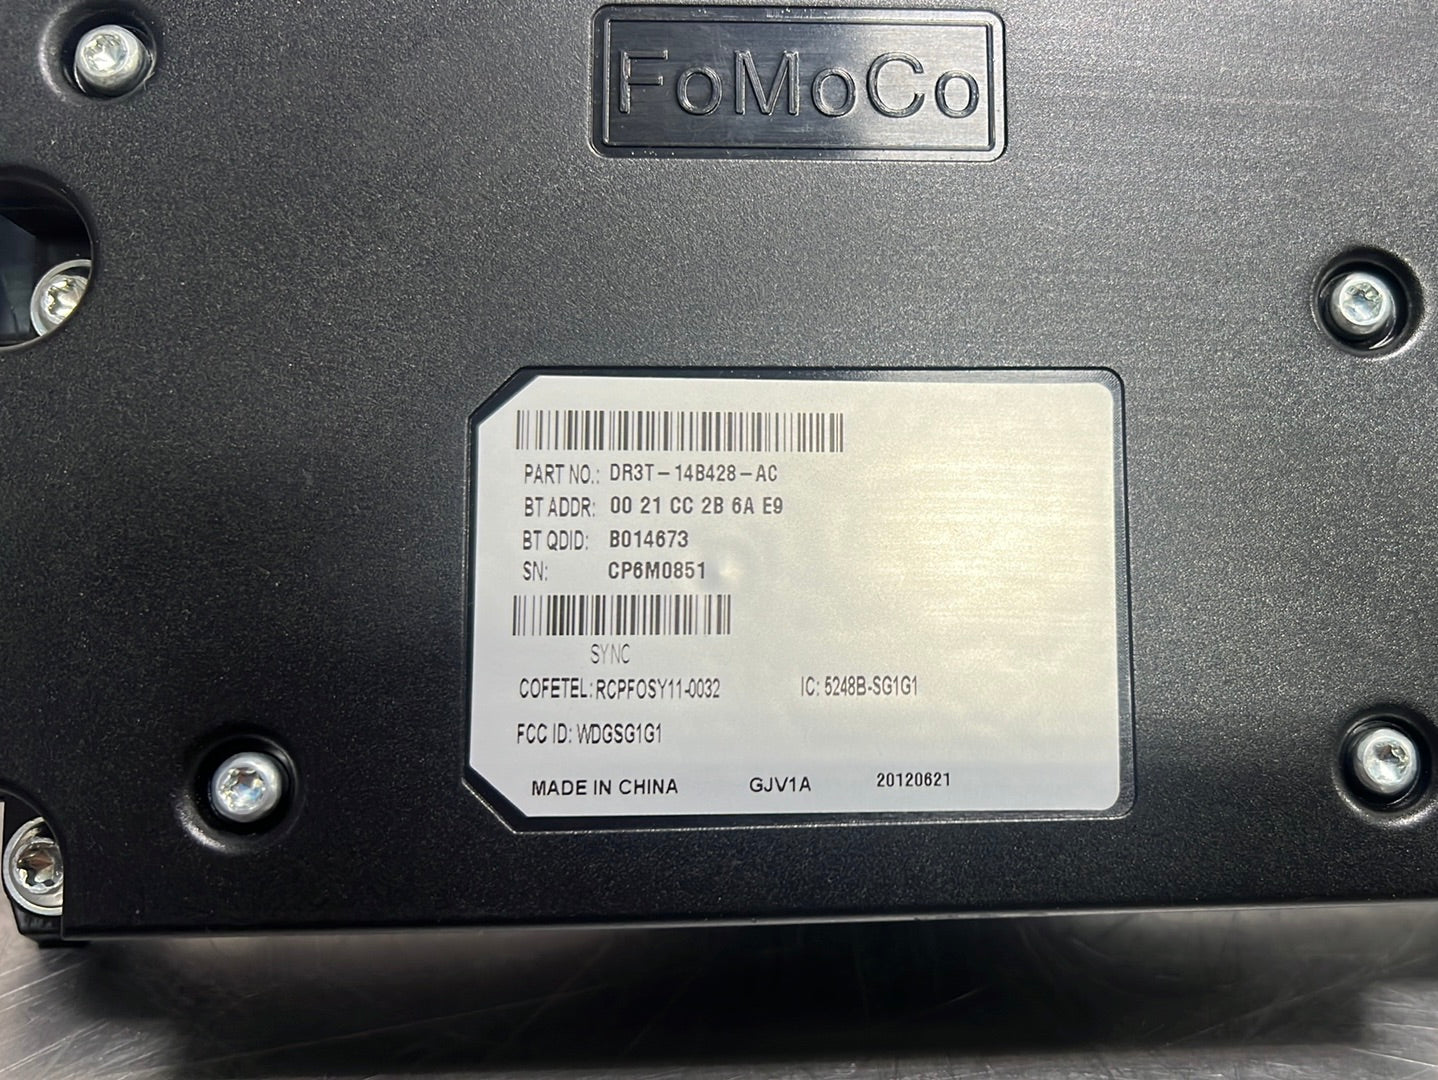 FoMoCo
PART NO.: DR3T-14B428-AC
BT ADDR: 00 21 CC 2B 6A E9
BT QDID: B014673
SN: CP6M0851
SYNC
COFETEL: RCPFOSY11-0032 IC: 5248B-SG1G1
FCC ID: WDGSG1G1
MADE IN CHINA GJV1A 20120621